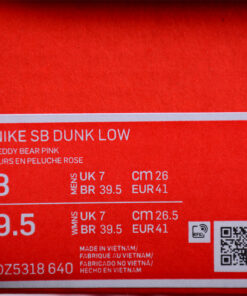 NIKE SB DUNK LOW
EDDY BEAR PINK
URS EN PELUCHE ROSE
8 MENS UK 7 cm 26
BR 39.5 EUR 41
9.5 WMNS UK 7 cm 26.5
BR 39.5 EUR 41
MADE IN VIETNAM/
FABRIQUÉ AU VIETNAM/
FABRICADO NO VIETNÃ/
HECHO EN VIETNAM
DZ5318 640